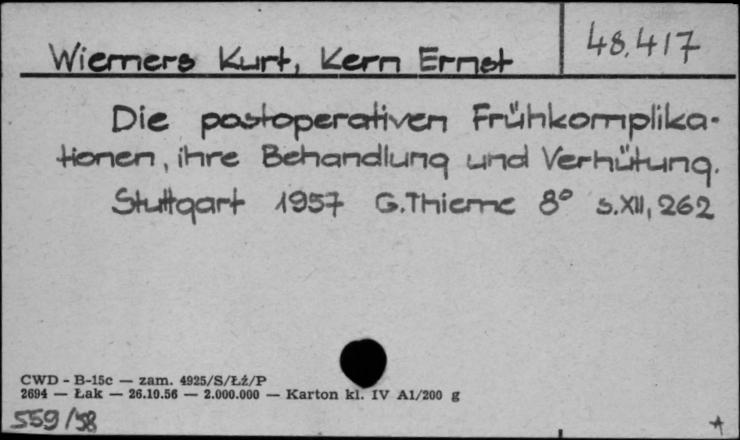 Wiemers Kurt, Kern Ernst
48.417
Die postoperativen Frühkomplika-
tionen, ihre Behandlung und Verhütung.
Stuttgart 1957 G. Thieme 8° s. XII, 262
CWD - B-15c — zam. 4925/S/Łź/P
2694 — Łak — 26.10.56 — 2.000.000 — Karton kl. IV A1/200 g
559/58
A